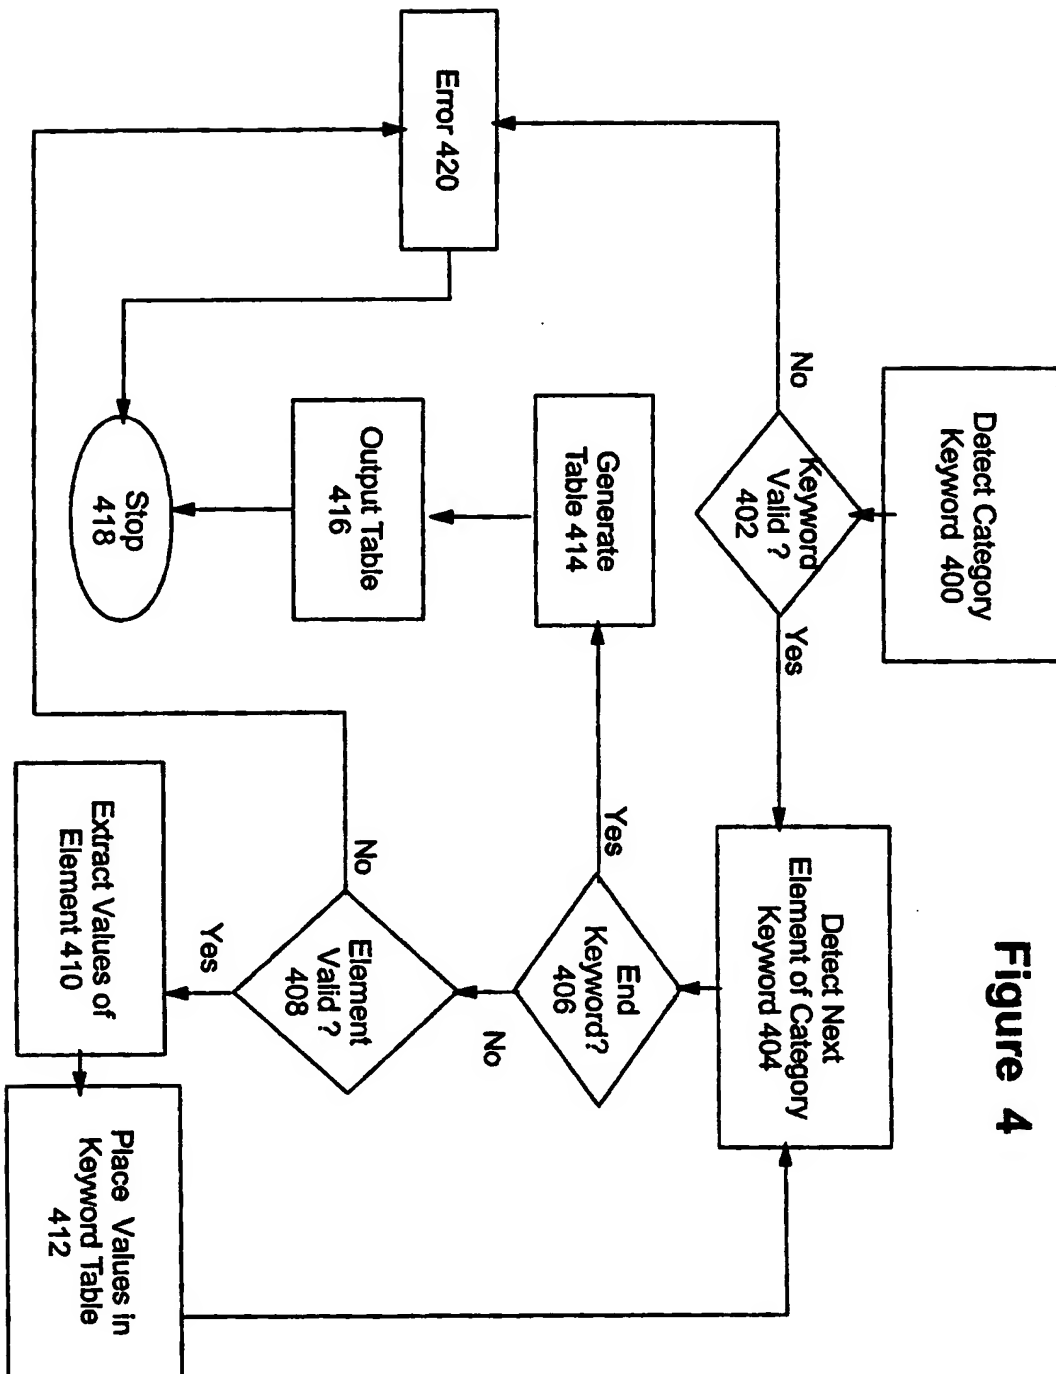 Figure 4
Detect Category
Keyword 400
No
Keyword
Valid ?
402
Yes
Detect Next
Element of Category
Keyword 404
Error 420
Generate
Table 414
Yes
End
Keyword?
406
No
Output Table
416
Stop
418
No
Element
Valid ?
408
Yes
Extract Values of
Element 410
Place Values in
Keyword Table
412